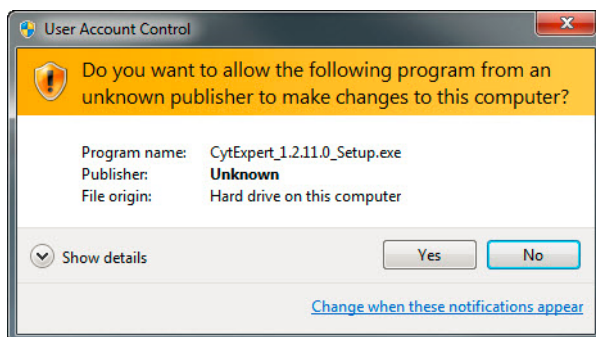 User Account Control
Do you want to allow the following program from an
unknown publisher to make changes to this computer?
Program name: CytExpert_1.2.11.0_Setup.exe
Publisher: Unknown
File origin: Hard drive on this computer
Show details
Yes
No
Change when these notifications appear